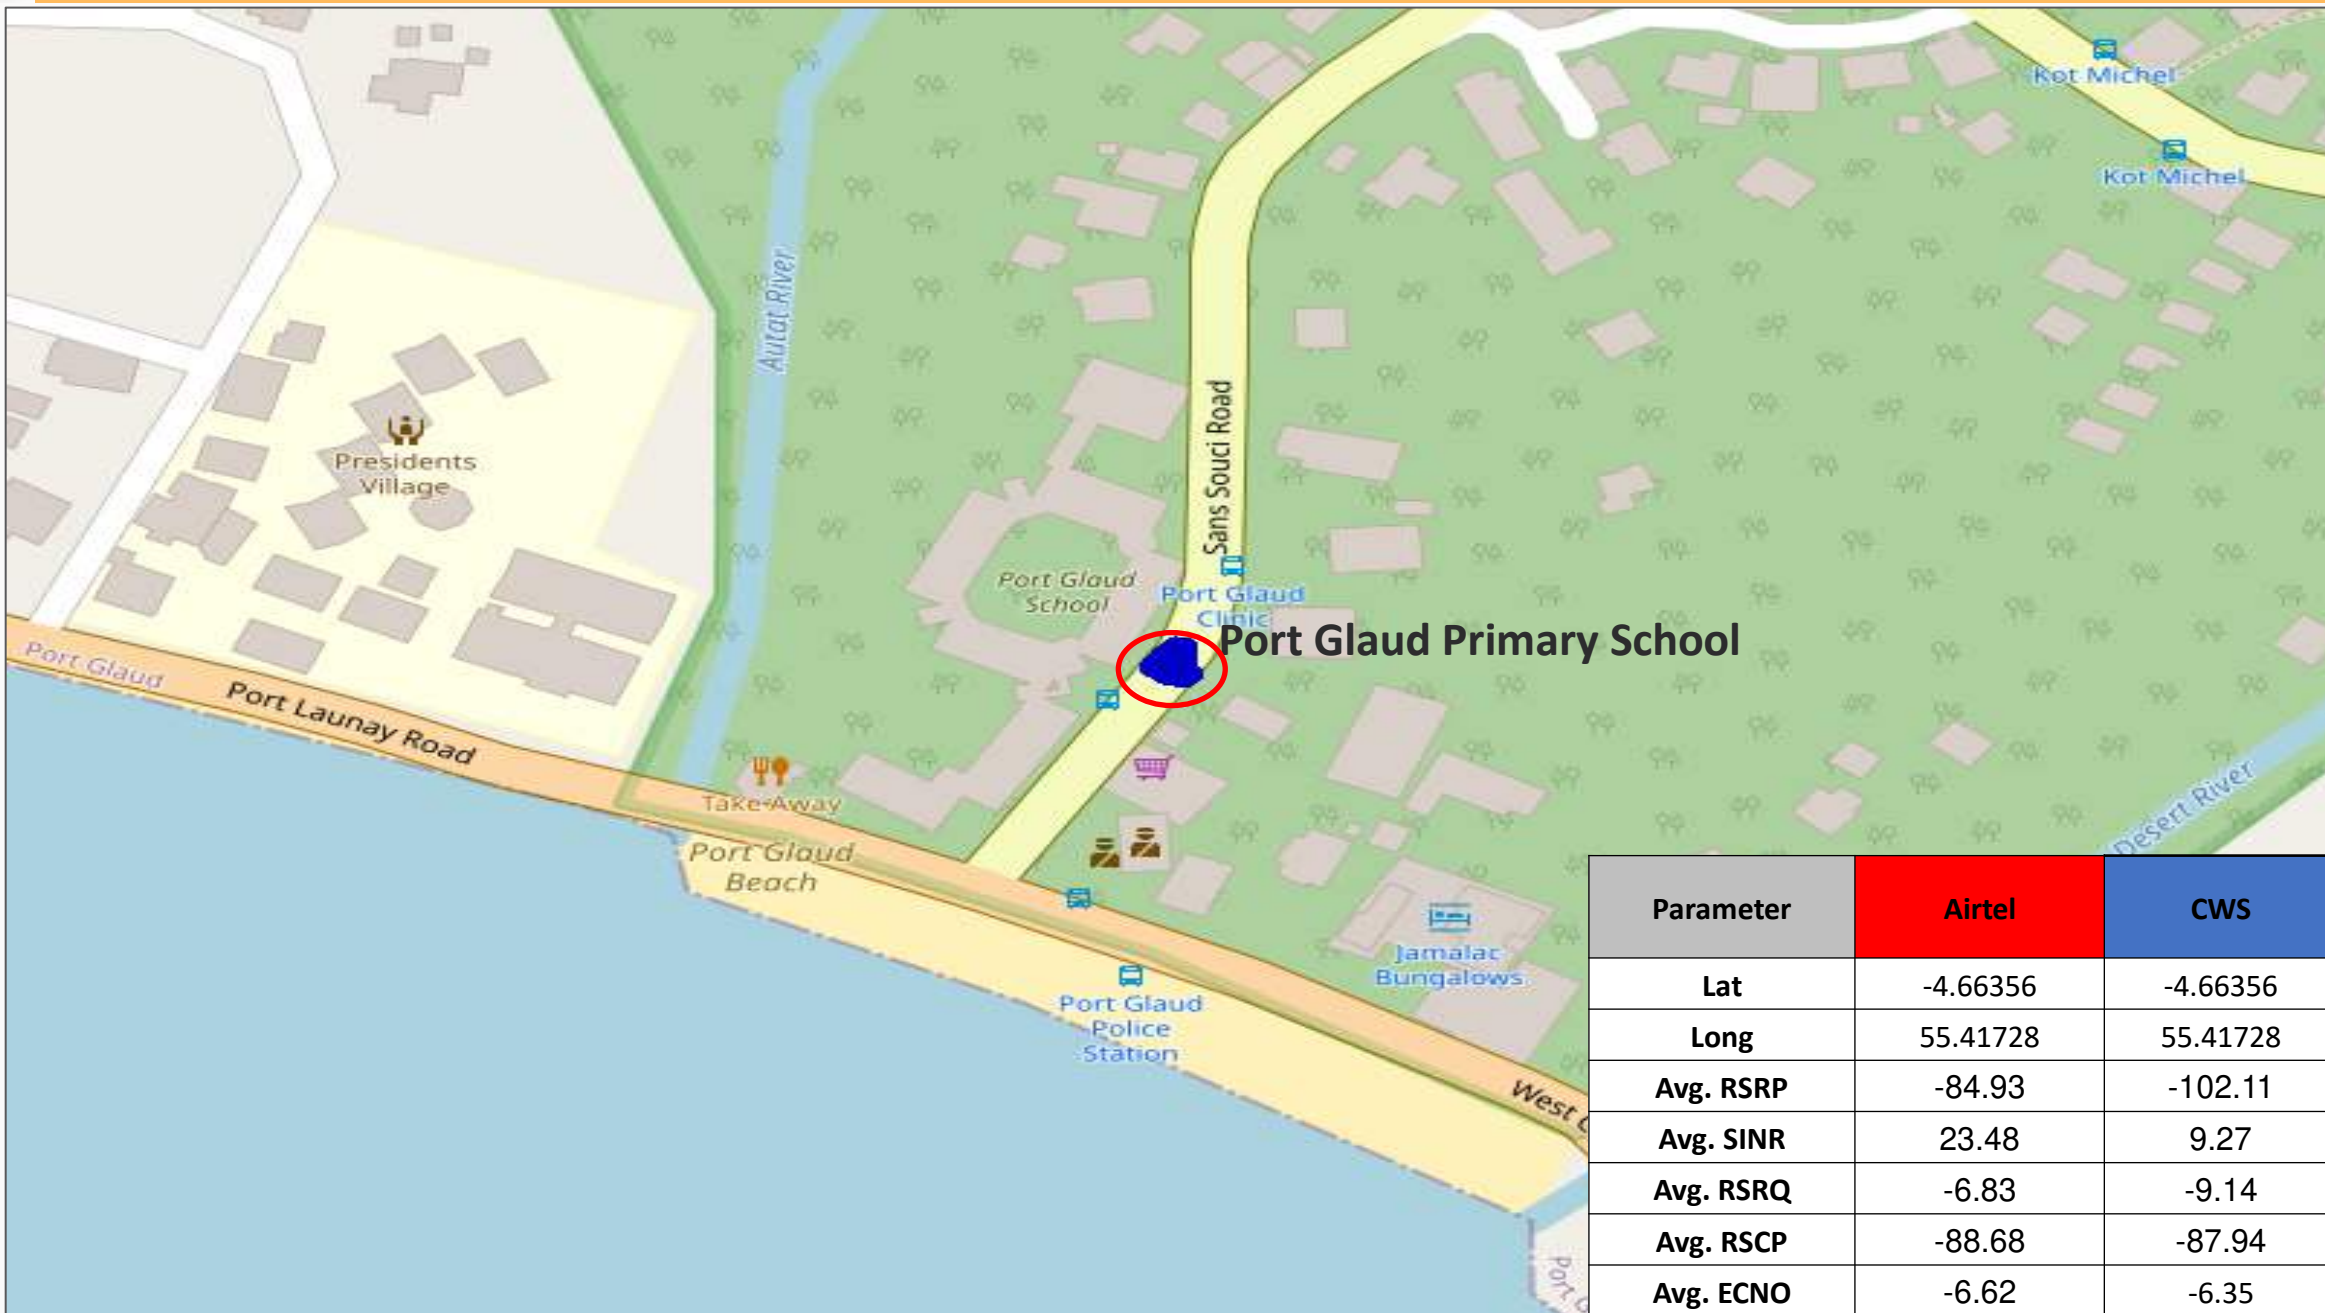 Kot Michel
Kot Michel
Autat River
Sans Souci Road
Presidents
Village
Port Glaud
School
Port Glaud
Clinic
Port Glaud Primary School
Port Glaud
Port Launay Road
Take-Away
Port Glaud
Beach
Desert River
Jamalac
Bungalows
Port Glaud
Police
Station
West
Port
Parameter Airtel CWS
Lat -4.66356 -4.66356
Long 55.41728 55.41728
Avg. RSRP -84.93 -102.11
Avg. SINR 23.48 9.27
Avg. RSRQ -6.83 -9.14
Avg. RSCP -88.68 -87.94
Avg. ECNO -6.62 -6.35